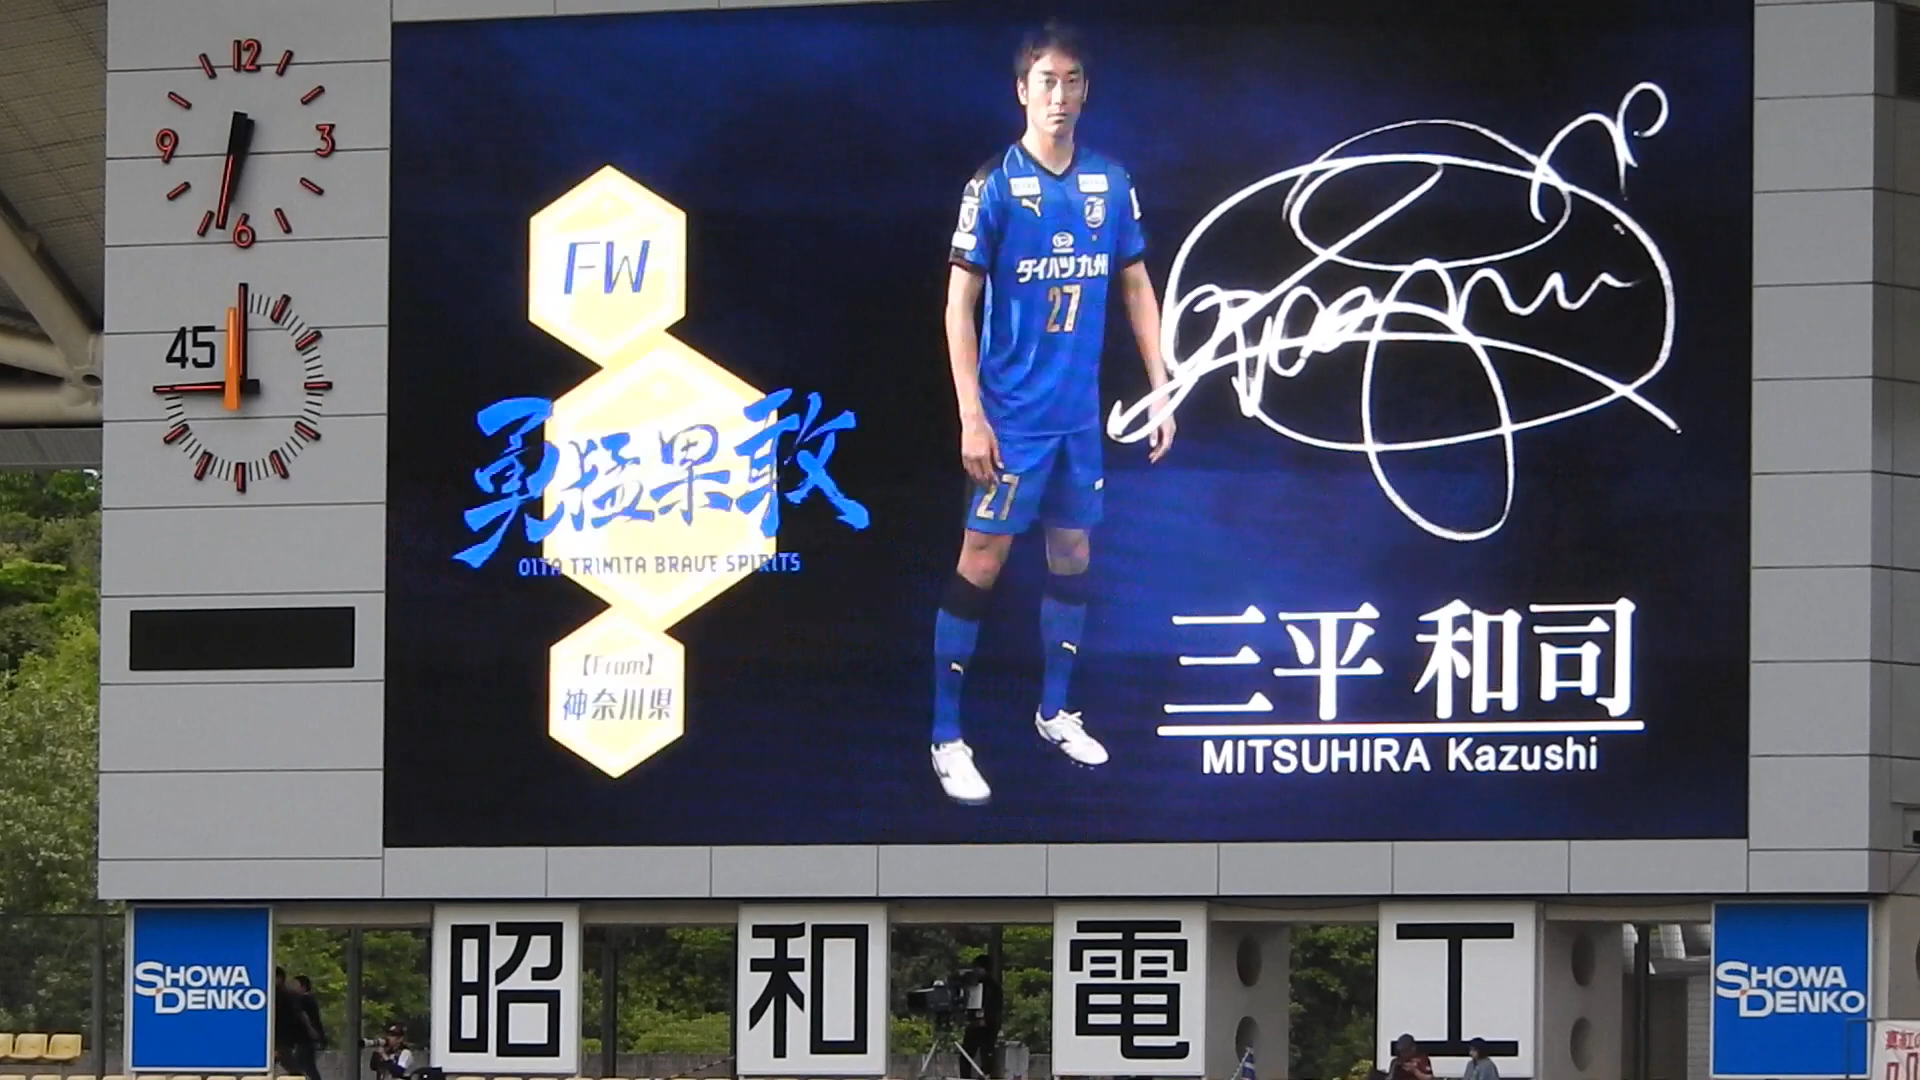 12
3
6
9
45
FW
勇猛果敢
OITA TRINITA BRAVE SPIRITS
【From】
神奈川県
ダイハツ九州
27
27
三平 和司
MITSUHIRA Kazushi
SHOWA
DENKO
昭和電工
SHOWA
DENKO